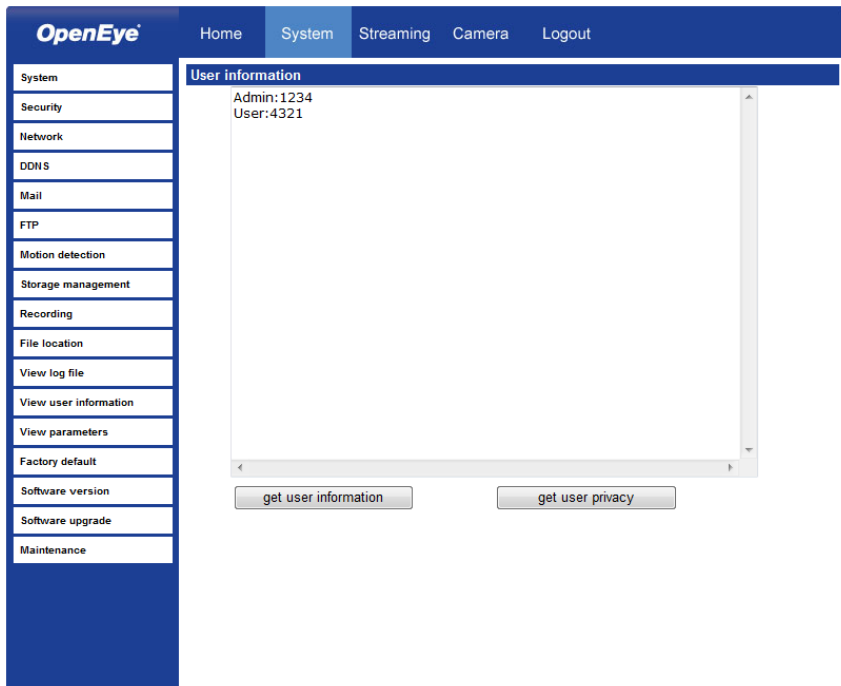 OpenEye
Home System Streaming Camera Logout
System
Security
Network
DDNS
Mail
FTP
Motion detection
Storage management
Recording
File location
View log file
View user information
View parameters
Factory default
Software version
Software upgrade
Maintenance
User information
Admin:1234
User:4321
get user information get user privacy